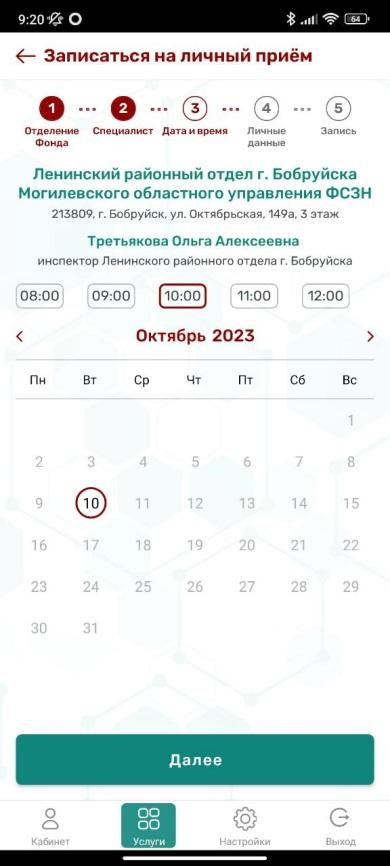 9:20
64
Записаться на личный приём
1 2 3 4 5
Отделение Фонда Специалист Дата и время Личные данные Запись
Ленинский районный отдел г. Бобруйска
Могилевского областного управления ФСЗН
213809, г. Бобруйск, ул. Октябрьская, 149а, 3 этаж
Третьякова Ольга Алексеевна
инспектор Ленинского районного отдела г. Бобруйска
08:00 09:00 10:00 11:00 12:00
Октябрь 2023
Пн Вт Ср Чт Пт Сб Вс
1
2 3 4 5 6 7 8
9 10 11 12 13 14 15
16 17 18 19 20 21 22
23 24 25 26 27 28 29
30 31
Далее
Кабинет Услуги Настройки Выход